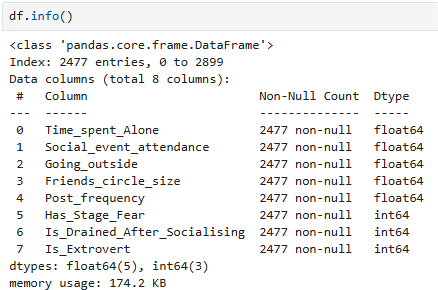 df.info()
<class 'pandas.core.frame.DataFrame'>
Index: 2477 entries, 0 to 2899
Data columns (total 8 columns):
 #   Column                      Non-Null Count  Dtype
---  ------                      --------------  -----
 0   Time_spent_Alone            2477 non-null   float64
 1   Social_event_attendance     2477 non-null   float64
 2   Going_outside               2477 non-null   float64
 3   Friends_circle_size         2477 non-null   float64
 4   Post_frequency              2477 non-null   float64
 5   Has_Stage_Fear              2477 non-null   int64
 6   Is_Drained_After_Socialising  2477 non-null   int64
 7   Is_Extrovert                2477 non-null   int64
dtypes: float64(5), int64(3)
memory usage: 174.2 KB